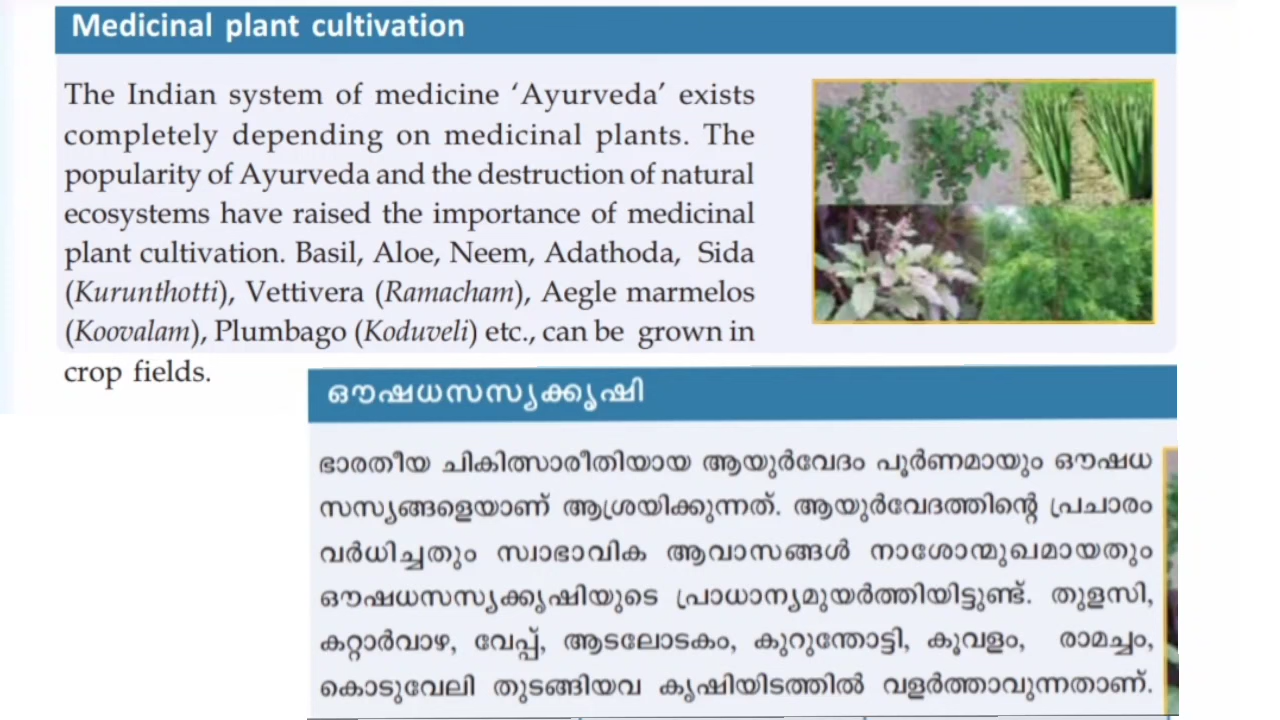 Medicinal plant cultivation
The Indian system of medicine ‘Ayurveda’ exists
completely depending on medicinal plants. The
popularity of Ayurveda and the destruction of natural
ecosystems have raised the importance of medicinal
plant cultivation. Basil, Aloe, Neem, Adathoda, Sida
(Kurunthotti), Vettivera (Ramacham), Aegle marmelos
(Koovalam), Plumbago (Koduveli) etc., can be grown in
crop fields.
ഔഷധസസ്യക്കൃഷി
ഭാരതീയ ചികിത്സാരീതിയായ ആയുർവേദം പൂർണമായും ഔഷധ
സസ്യങ്ങളെയാണ് ആശ്രയിക്കുന്നത്. ആയുർവേദത്തിന്റെ പ്രചാരം
വർധിച്ചതും സ്വാഭാവിക ആവാസങ്ങൾ നാശോന്മുഖമായതും
ഔഷധസസ്യക്കൃഷിയുടെ പ്രാധാന്യമുയർത്തിയിട്ടുണ്ട്. തുളസി,
കറ്റാർവാഴ, വേപ്പ്, ആടലോടകം, കുറുന്തോട്ടി, കൂവളം, രാമച്ചം,
കൊടുവേലി തുടങ്ങിയവ കൃഷിയിടത്തിൽ വളർത്താവുന്നതാണ്.